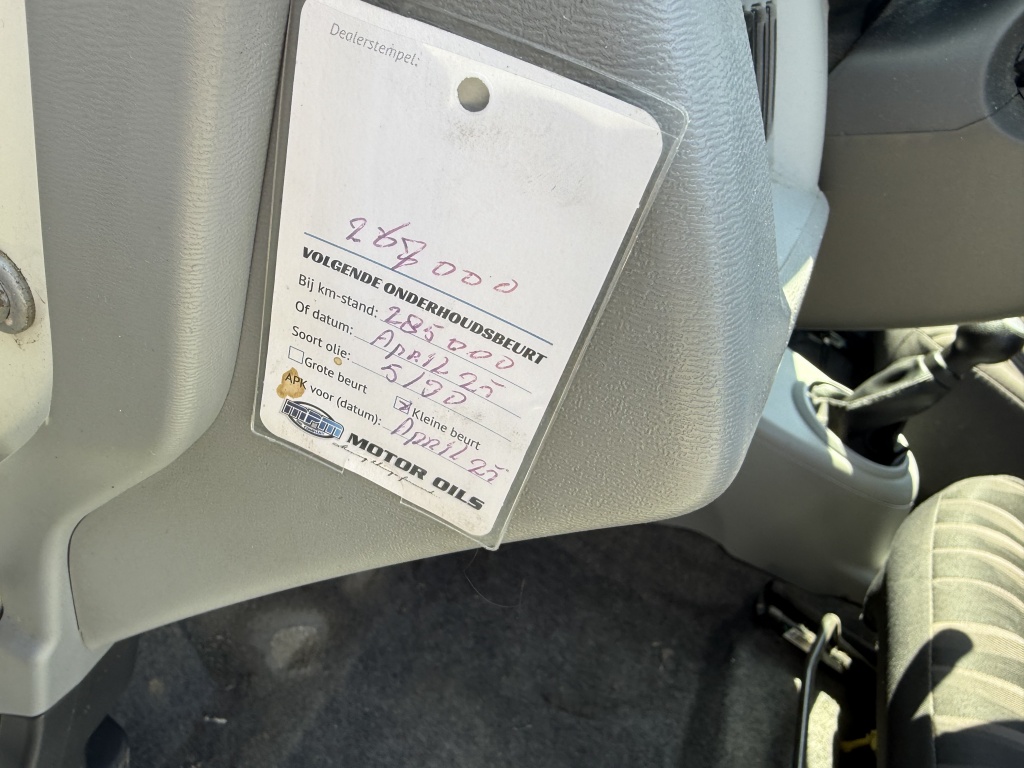 Dealerstempel:
268000
VOLGENDE ONDERHOUDSBEURT
Bij km-stand: 285000
Of datum: April 25
Soort olie: 5/30
Grote beurt Kleine beurt
APK voor (datum): April 25
MPM MOTOR OILS